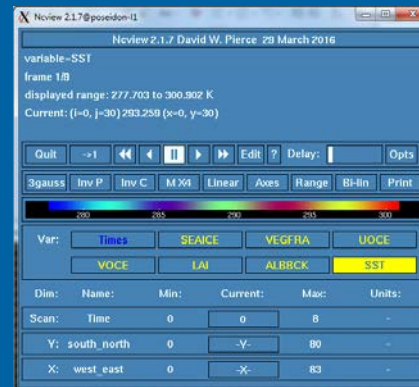 Ncview 2.1.7@poseidon-l1
Ncview 2.1.7 David W. Pierce 29 March 2016
variable=SST
frame 1/9
displayed range: 277.703 to 300.902 K
Current: (i=0, j=30) 293.259 (x=0, y=30)
Quit ->1 Edit ? Delay: Opts
3gauss Inv P Inv C M X4 Linear Axes Range Bi-lin Print
280 285 290 295 300
Var: Times SEAICE VEGFRA UOCE
VOCE LAI ALBBCK SST
Dim: Name: Min: Current: Max: Units:
Scan: Time 0 0 8 -
Y: south_north 0 -Y- 80 -
X: west_east 0 -X- 83 -